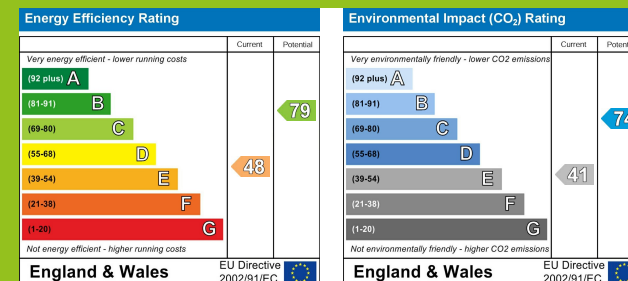 Energy Efficiency Rating
Current Potential
Very energy efficient - lower running costs
(92 plus) A
(81-91) B
(69-80) C
(55-68) D
(39-54) E
(21-38) F
(1-20) G
79
48
Not energy efficient - higher running costs
England & Wales
EU Directive
2002/91/EC
Environmental Impact (CO₂) Rating
Current Potent
Very environmentally friendly - lower CO2 emissions
(92 plus) A
(81-91) B
(69-80) C
(55-68) D
(39-54) E
(21-38) F
(1-20) G
74
41
Not environmentally friendly - higher CO2 emissions
England & Wales
EU Directive
2002/91/EC